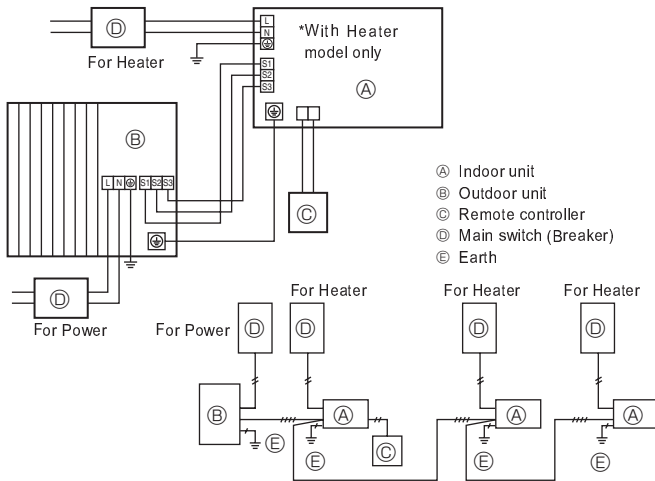 Ⓓ
For Heater
L
N
*With Heater
model only
S1
S2
S3
Ⓐ
Ⓑ
L N S1 S2 S3
Ⓒ
Ⓓ
For Power
Ⓐ Indoor unit
Ⓑ Outdoor unit
Ⓒ Remote controller
Ⓓ Main switch (Breaker)
Ⓔ Earth
For Heater For Heater For Heater
For Power Ⓓ Ⓓ Ⓓ Ⓓ
Ⓑ Ⓐ Ⓐ Ⓐ
Ⓔ Ⓒ
Ⓔ Ⓔ Ⓔ